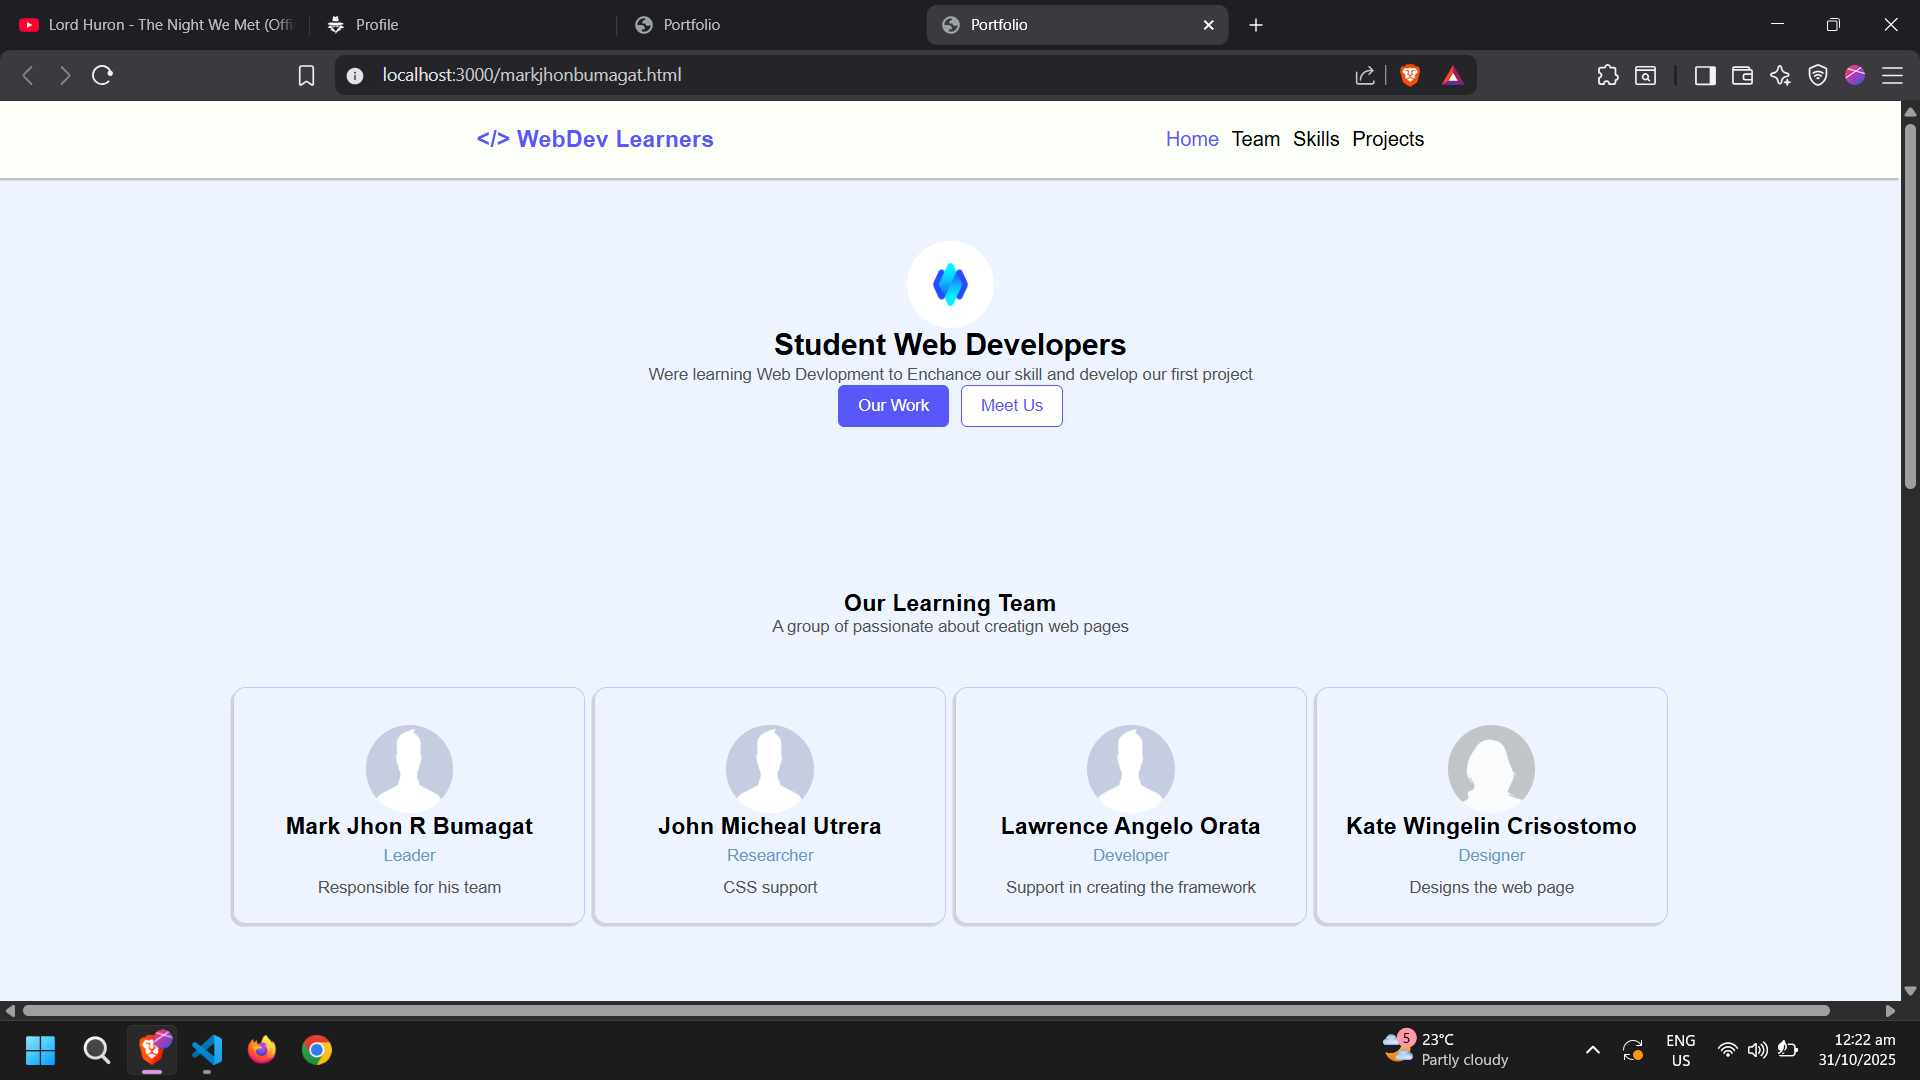 Lord Huron - The Night We Met (Offi
Profile
Portfolio
Portfolio
localhost:3000/markjhonbumagat.html
</> WebDev Learners
Home Team Skills Projects
Student Web Developers
Were learning Web Devlopment to Enchance our skill and develop our first project
Our Work
Meet Us
Our Learning Team
A group of passionate about creatign web pages
Mark Jhon R Bumagat
Leader
Responsible for his team
John Micheal Utrera
Researcher
CSS support
Lawrence Angelo Orata
Developer
Support in creating the framework
Kate Wingelin Crisostomo
Designer
Designs the web page
5
23°C
Partly cloudy
ENG
US
12:22 am
31/10/2025